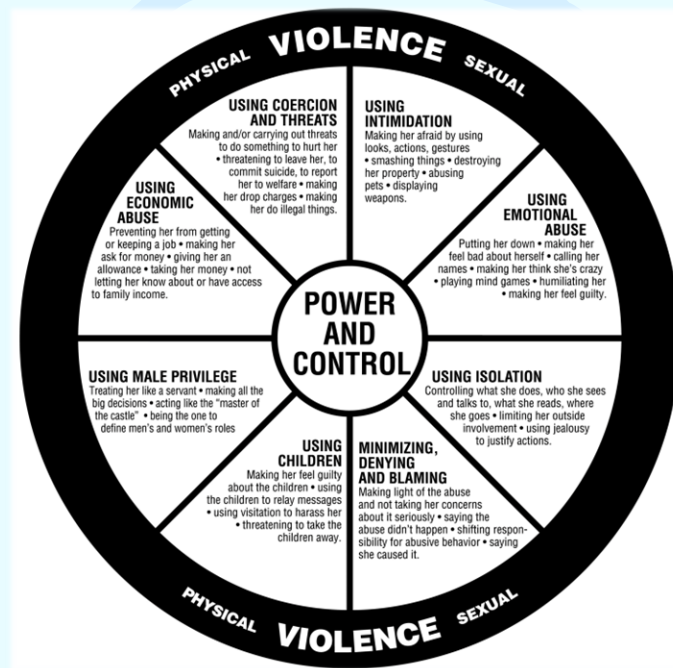 PHYSICAL VIOLENCE SEXUAL
USING COERCION
AND THREATS
Making and/or carrying out threats
to do something to hurt her
• threatening to leave her, to
commit suicide, to report
her to welfare • making
her drop charges • making
her do illegal things.
USING
INTIMIDATION
Making her afraid by using
looks, actions, gestures
• smashing things • destroying
her property • abusing
pets • displaying
weapons.
USING
ECONOMIC
ABUSE
Preventing her from getting
or keeping a job • making her
ask for money • giving her an
allowance • taking her money • not
letting her know about or have access
to family income.
USING
EMOTIONAL
ABUSE
Putting her down • making her
feel bad about herself • calling her
names • making her think she's crazy
• playing mind games • humiliating her
• making her feel guilty.
POWER
AND
CONTROL
USING MALE PRIVILEGE
Treating her like a servant • making all the
big decisions • acting like the "master of
the castle" • being the one to
define men's and women's roles
USING ISOLATION
Controlling what she does, who she sees
and talks to, what she reads, where
she goes • limiting her outside
involvement • using jealousy
to justify actions.
USING
CHILDREN
Making her feel guilty
about the children • using
the children to relay messages
• using visitation to harass her
• threatening to take the
children away.
MINIMIZING,
DENYING
AND BLAMING
Making light of the abuse
and not taking her concerns
about it seriously • saying the
abuse didn't happen • shifting respon-
sibility for abusive behavior • saying
she caused it.
PHYSICAL VIOLENCE SEXUAL